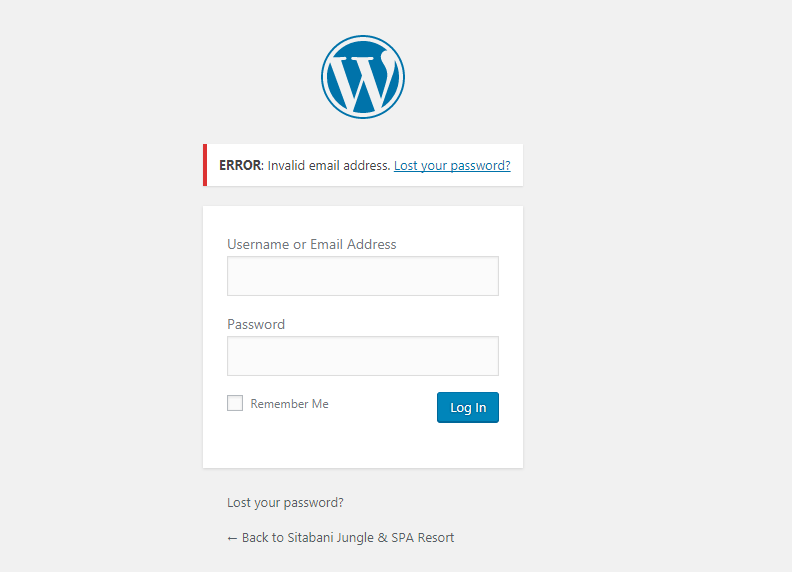 ERROR: Invalid email address. Lost your password?
Username or Email Address
Password
Remember Me
Log In
Lost your password?
← Back to Sitabani Jungle & SPA Resort